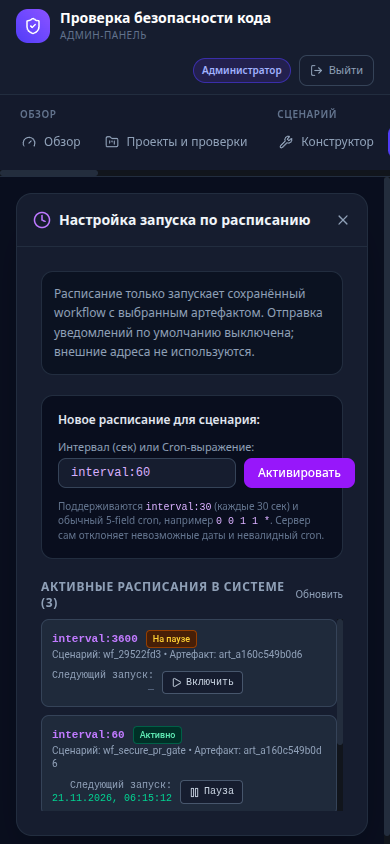 Проверка безопасности кода
АДМИН-ПАНЕЛЬ
Администратор
Выйти
ОБЗОР
СЦЕНАРИЙ
Обзор
Проекты и проверки
Конструктор
Настройка запуска по расписанию
Расписание только запускает сохранённый
workflow с выбранным артефактом. Отправка
уведомлений по умолчанию выключена;
внешние адреса не используются.
Новое расписание для сценария:
Интервал (сек) или Cron-выражение:
interval:60
Активировать
Поддерживаются interval:30 (каждые 30 сек) и
обычный 5-field cron, например 0 0 1 1 *. Сервер
сам отклоняет невозможные даты и невалидный cron.
АКТИВНЫЕ РАСПИСАНИЯ В СИСТЕМЕ
(3)
Обновить
interval:3600 На паузе
Сценарий: wf_29522fd3 • Артефакт: art_a160c549b0d6
Следующий запуск:
—
Включить
interval:60 Активно
Сценарий: wf_secure_pr_gate • Артефакт: art_a160c549b0d
6
Следующий запуск:
21.11.2026, 06:15:12
Пауза